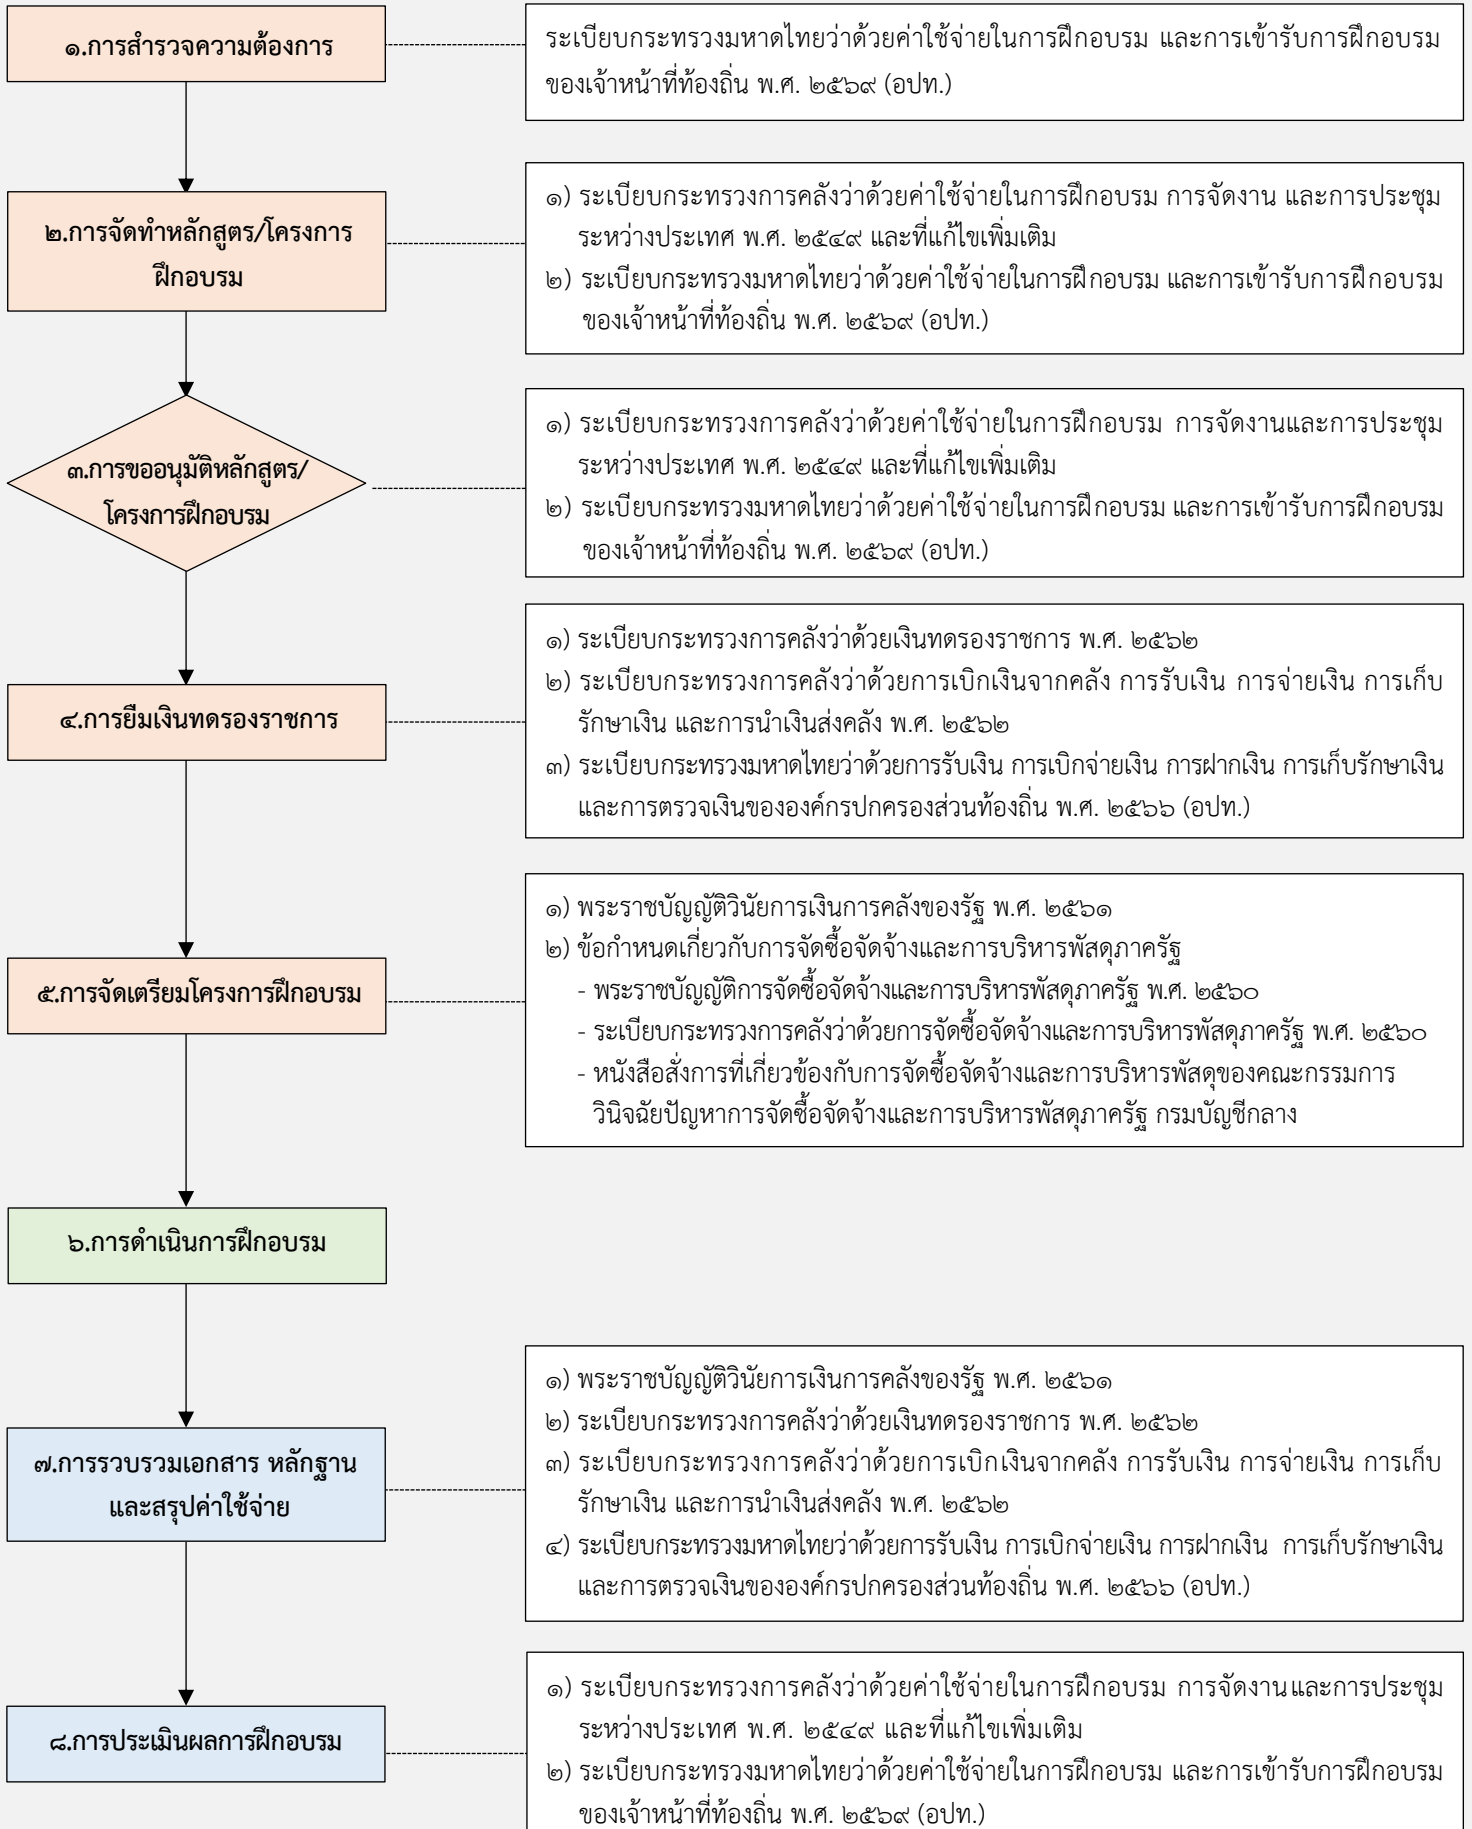 ๑.การสำรวจความต้องการ
ระเบียบกระทรวงมหาดไทยว่าด้วยค่าใช้จ่ายในการฝึกอบรม และการเข้ารับการฝึกอบรม
ของเจ้าหน้าที่ท้องถิ่น พ.ศ. ๒๕๖๙ (อปท.)
๒.การจัดทำหลักสูตร/โครงการ
ฝึกอบรม
๑) ระเบียบกระทรวงการคลังว่าด้วยค่าใช้จ่ายในการฝึกอบรม การจัดงาน และการประชุม
ระหว่างประเทศ พ.ศ. ๒๕๔๙ และที่แก้ไขเพิ่มเติม
๒) ระเบียบกระทรวงมหาดไทยว่าด้วยค่าใช้จ่ายในการฝึกอบรม และการเข้ารับการฝึกอบรม
ของเจ้าหน้าที่ท้องถิ่น พ.ศ. ๒๕๖๙ (อปท.)
๓.การขออนุมัติหลักสูตร/
โครงการฝึกอบรม
๑) ระเบียบกระทรวงการคลังว่าด้วยค่าใช้จ่ายในการฝึกอบรม การจัดงานและการประชุม
ระหว่างประเทศ พ.ศ. ๒๕๔๙ และที่แก้ไขเพิ่มเติม
๒) ระเบียบกระทรวงมหาดไทยว่าด้วยค่าใช้จ่ายในการฝึกอบรม และการเข้ารับการฝึกอบรม
ของเจ้าหน้าที่ท้องถิ่น พ.ศ. ๒๕๖๙ (อปท.)
๔.การยืมเงินทดรองราชการ
๑) ระเบียบกระทรวงการคลังว่าด้วยเงินทดรองราชการ พ.ศ. ๒๕๖๒
๒) ระเบียบกระทรวงการคลังว่าด้วยการเบิกเงินจากคลัง การรับเงิน การจ่ายเงิน การเก็บ
รักษาเงิน และการนำเงินส่งคลัง พ.ศ. ๒๕๖๒
๓) ระเบียบกระทรวงมหาดไทยว่าด้วยการรับเงิน การเบิกจ่ายเงิน การฝากเงิน การเก็บรักษาเงิน
และการตรวจเงินขององค์กรปกครองส่วนท้องถิ่น พ.ศ. ๒๕๖๖ (อปท.)
๕.การจัดเตรียมโครงการฝึกอบรม
๑) พระราชบัญญัติวินัยการเงินการคลังของรัฐ พ.ศ. ๒๕๖๑
๒) ข้อกำหนดเกี่ยวกับการจัดซื้อจัดจ้างและการบริหารพัสดุภาครัฐ
- พระราชบัญญัติการจัดซื้อจัดจ้างและการบริหารพัสดุภาครัฐ พ.ศ. ๒๕๖๐
- ระเบียบกระทรวงการคลังว่าด้วยการจัดซื้อจัดจ้างและการบริหารพัสดุภาครัฐ พ.ศ. ๒๕๖๐
- หนังสือสั่งการที่เกี่ยวข้องกับการจัดซื้อจัดจ้างและการบริหารพัสดุของคณะกรรมการ
วินิจฉัยปัญหาการจัดซื้อจัดจ้างและการบริหารพัสดุภาครัฐ กรมบัญชีกลาง
๖.การดำเนินการฝึกอบรม
๗.การรวบรวมเอกสาร หลักฐาน
และสรุปค่าใช้จ่าย
๑) พระราชบัญญัติวินัยการเงินการคลังของรัฐ พ.ศ. ๒๕๖๑
๒) ระเบียบกระทรวงการคลังว่าด้วยเงินทดรองราชการ พ.ศ. ๒๕๖๒
๓) ระเบียบกระทรวงการคลังว่าด้วยการเบิกเงินจากคลัง การรับเงิน การจ่ายเงิน การเก็บ
รักษาเงิน และการนำเงินส่งคลัง พ.ศ. ๒๕๖๒
๔) ระเบียบกระทรวงมหาดไทยว่าด้วยการรับเงิน การเบิกจ่ายเงิน การฝากเงิน การเก็บรักษาเงิน
และการตรวจเงินขององค์กรปกครองส่วนท้องถิ่น พ.ศ. ๒๕๖๖ (อปท.)
๘.การประเมินผลการฝึกอบรม
๑) ระเบียบกระทรวงการคลังว่าด้วยค่าใช้จ่ายในการฝึกอบรม การจัดงานและการประชุม
ระหว่างประเทศ พ.ศ. ๒๕๔๙ และที่แก้ไขเพิ่มเติม
๒) ระเบียบกระทรวงมหาดไทยว่าด้วยค่าใช้จ่ายในการฝึกอบรม และการเข้ารับการฝึกอบรม
ของเจ้าหน้าที่ท้องถิ่น พ.ศ. ๒๕๖๙ (อปท.)